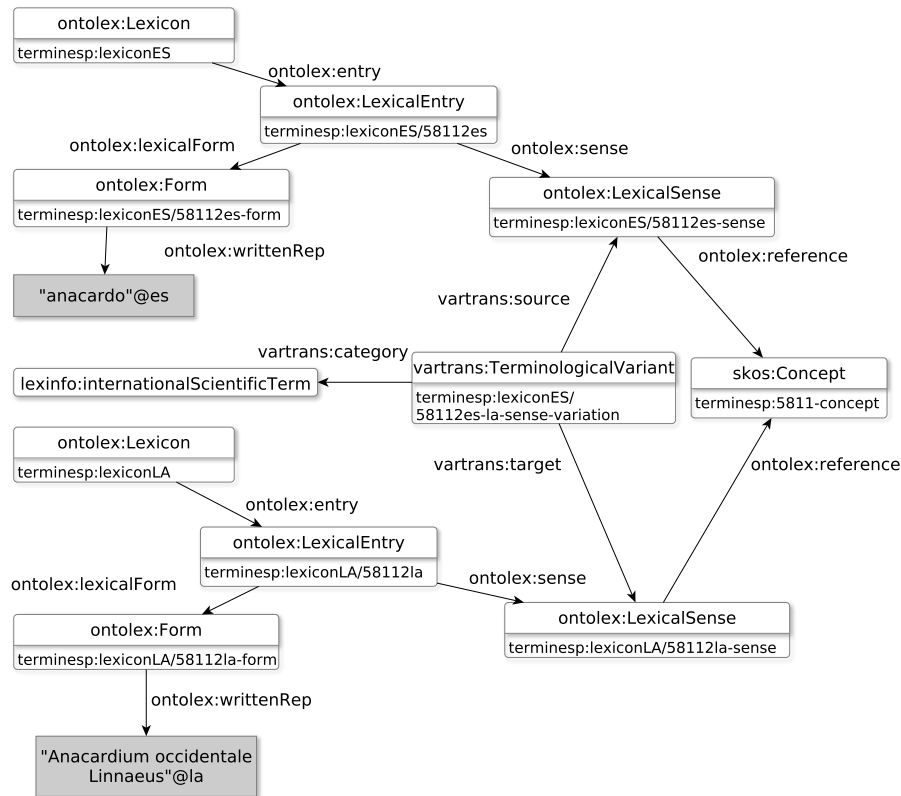 ontolex:Lexicon
terminesp:lexiconES
ontolex:entry
ontolex:LexicalEntry
terminesp:lexiconES/58112es
ontolex:lexicalForm
ontolex:sense
ontolex:Form
terminesp:lexiconES/58112es-form
ontolex:LexicalSense
terminesp:lexiconES/58112es-sense
ontolex:writtenRep
ontolex:reference
"anacardo"@es
vartrans:source
vartrans:category
lexinfo:internationalScientificTerm
vartrans:TerminologicalVariant
terminesp:lexiconES/
58112es-la-sense-variation
skos:Concept
terminesp:5811-concept
ontolex:Lexicon
terminesp:lexiconLA
vartrans:target
ontolex:reference
ontolex:entry
ontolex:LexicalEntry
terminesp:lexiconLA/58112la
ontolex:lexicalForm
ontolex:sense
ontolex:Form
terminesp:lexiconLA/58112la-form
ontolex:LexicalSense
terminesp:lexiconLA/58112la-sense
ontolex:writtenRep
"Anacardium occidentale
Linnaeus"@la